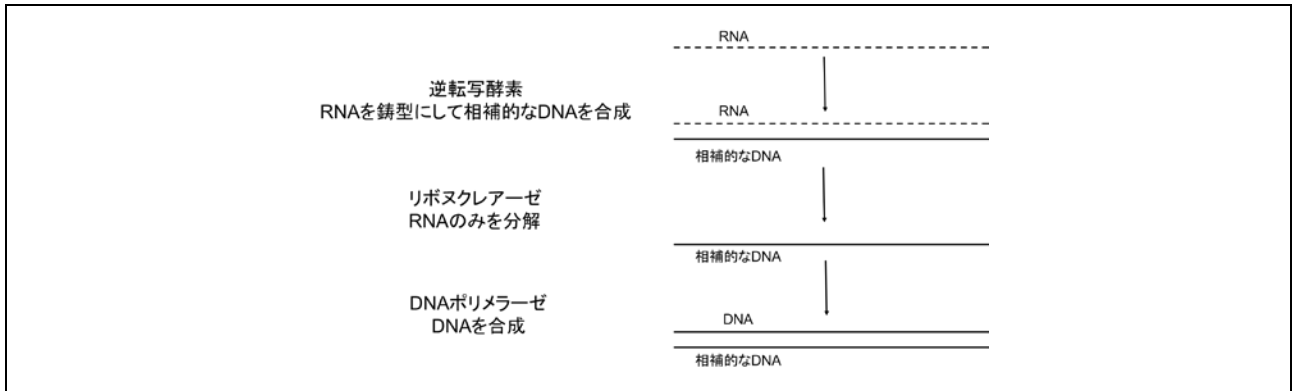 RNA
逆転写酵素
RNAを鋳型にして相補的なDNAを合成
RNA
相補的なDNA
リボヌクレアーゼ
RNAのみを分解
相補的なDNA
DNAポリメラーゼ
DNAを合成
DNA
相補的なDNA